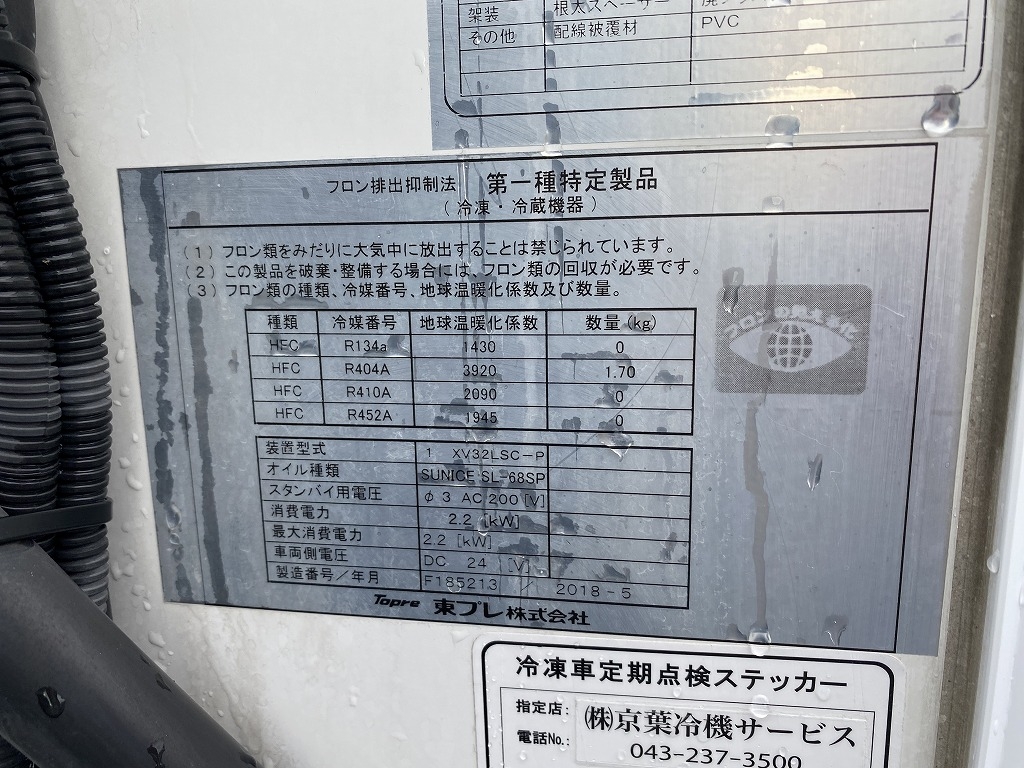 架装 根太スペーサー
その他 配線被覆材 PVC
フロン排出抑制法 第一種特定製品
(冷凍・冷蔵機器)
(1) フロン類をみだりに大気中に放出することは禁じられています。
(2) この製品を破棄・整備する場合には、フロン類の回収が必要です。
(3) フロン類の種類、冷媒番号、地球温暖化係数及び数量。
種類 冷媒番号 地球温暖化係数 数量(kg)
HFC R134a 1430 0
HFC R404A 3920 1.70
HFC R410A 2090 0
HFC R452A 1945 0
装置型式 1 XV32LSC-P
オイル種類 SUNICE SL-68SP
スタンバイ用電圧 φ3 AC200[V]
消費電力 2.2 [kW]
最大消費電力 2.2 [kW]
車両側電圧 DC 24 [V]
製造番号/年月 F185213 / 2018-5
Topre 東プレ株式会社
冷凍車定期点検ステッカー
指定店: ㈱京葉冷機サービス
電話No.: 043-237-3500